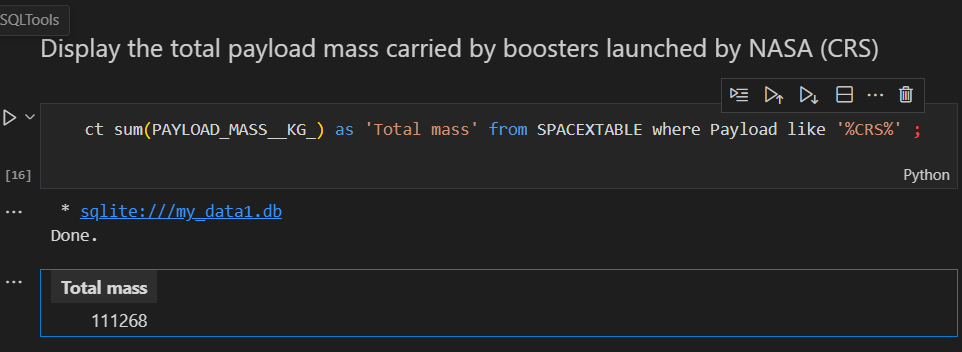 SQLTools
Display the total payload mass carried by boosters launched by NASA (CRS)
ct sum(PAYLOAD_MASS__KG_) as 'Total mass' from SPACEXTABLE where Payload like '%CRS%' ;
[16]
Python
* sqlite:///my_data1.db
Done.
Total mass
111268